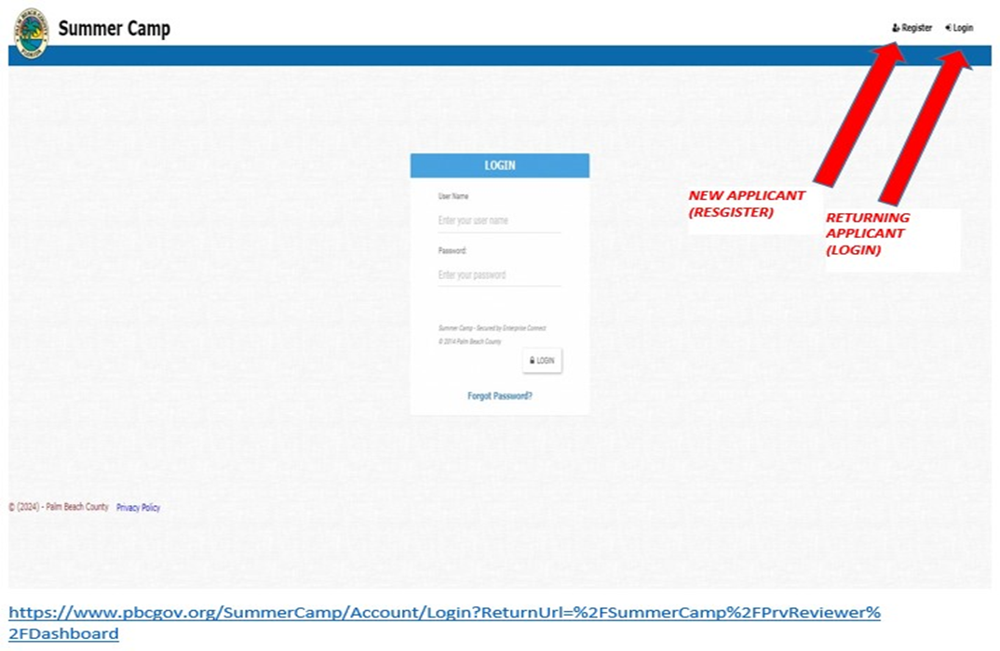 Summer Camp
Register
Login
LOGIN
User Name
Enter your user name
Password:
Enter your password
Summer Camp - Secured by Enterprise Connect
© 2014 Palm Beach County
LOGIN
Forgot Password?
NEW APPLICANT
(RESGISTER)
RETURNING
APPLICANT
(LOGIN)
© (2024) - Palm Beach County Privacy Policy
https://www.pbcgov.org/SummerCamp/Account/Login?ReturnUrl=%2FSummerCamp%2FPrvReviewer%
2FDashboard